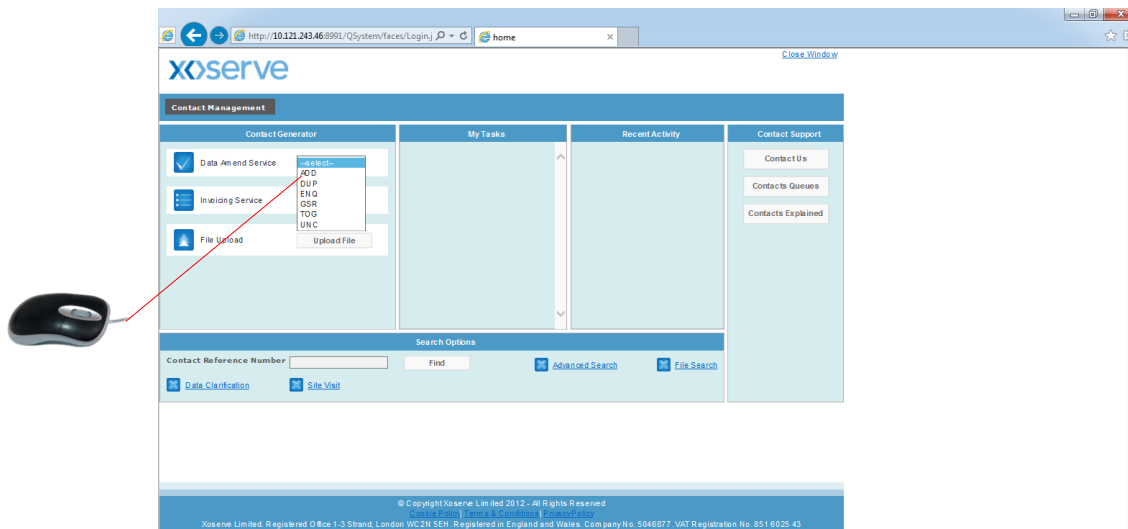 http://10.121.243.46:8991/QSystem/faces/Login.j
home
Close Window
xoserve
Contact Management
Contact Generator
My Tasks
Recent Activity
Contact Support
Data Amend Service
--select--
ADD
DUP
ENQ
GSR
TOG
UNC
Invoicing Service
File Upload
Upload File
Contact Us
Contacts Queues
Contacts Explained
Search Options
Contact Reference Number
Find
Advanced Search
File Search
Data Clarification
Site Visit
© Copyright Xoserve Limited 2012 - All Rights Reserved
Cookie Policy Terms & Conditions Privacy Policy
Xoserve Limited. Registered Office 1-3 Strand, London WC2N 5EH. Registered in England and Wales. Company No. 5046877. VAT Registration No. 851 6025 43